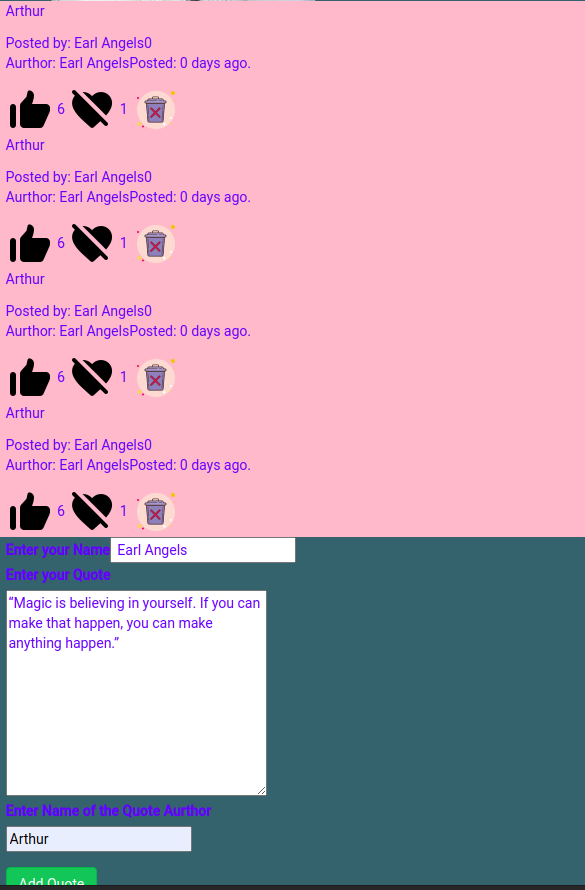 Arthur
Posted by: Earl Angels0
Aurthor: Earl AngelsPosted: 0 days ago.
6 1
Arthur
Posted by: Earl Angels0
Aurthor: Earl AngelsPosted: 0 days ago.
6 1
Arthur
Posted by: Earl Angels0
Aurthor: Earl AngelsPosted: 0 days ago.
6 1
Arthur
Posted by: Earl Angels0
Aurthor: Earl AngelsPosted: 0 days ago.
6 1
Enter your Name Earl Angels
Enter your Quote
“Magic is believing in yourself. If you can
make that happen, you can make
anything happen.”
Enter Name of the Quote Aurthor
Arthur
Add Quote